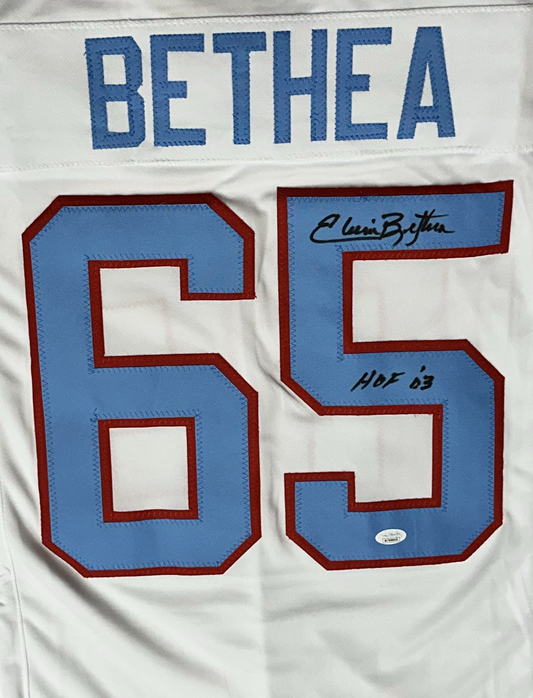 BETHEA
65
Elvin Bethea
HOF '03